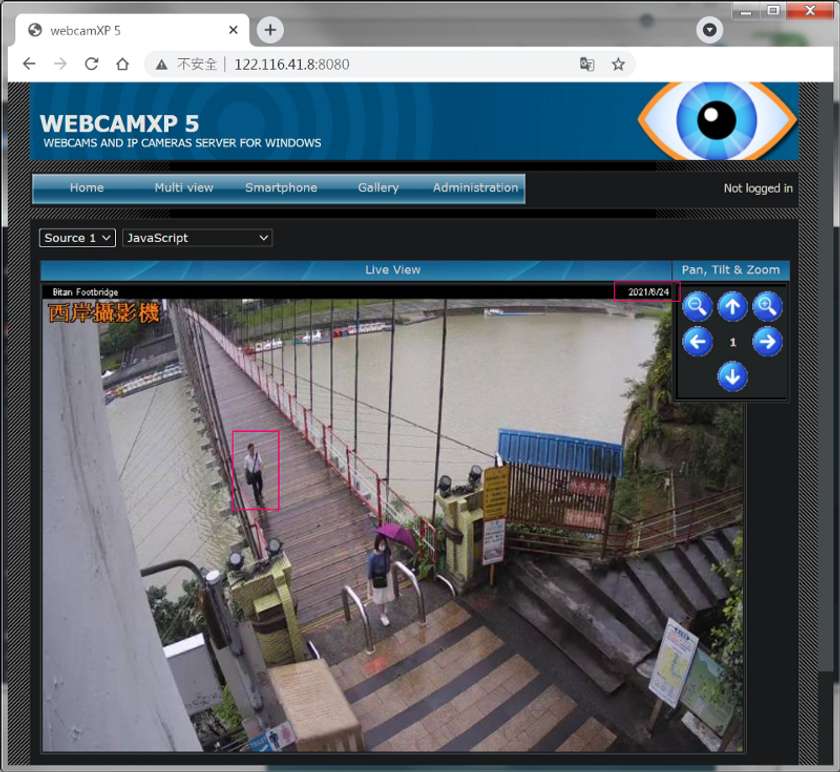 webcamXP 5
不安全
122.116.41.8:8080
WEBCAMXP 5
WEBCAMS AND IP CAMERAS SERVER FOR WINDOWS
Home Multi view Smartphone Gallery Administration
Not logged in
Source 1 JavaScript
Live View
Pan, Tilt & Zoom
Bitan Footbridge
2021/6/24
西岸攝影機
1